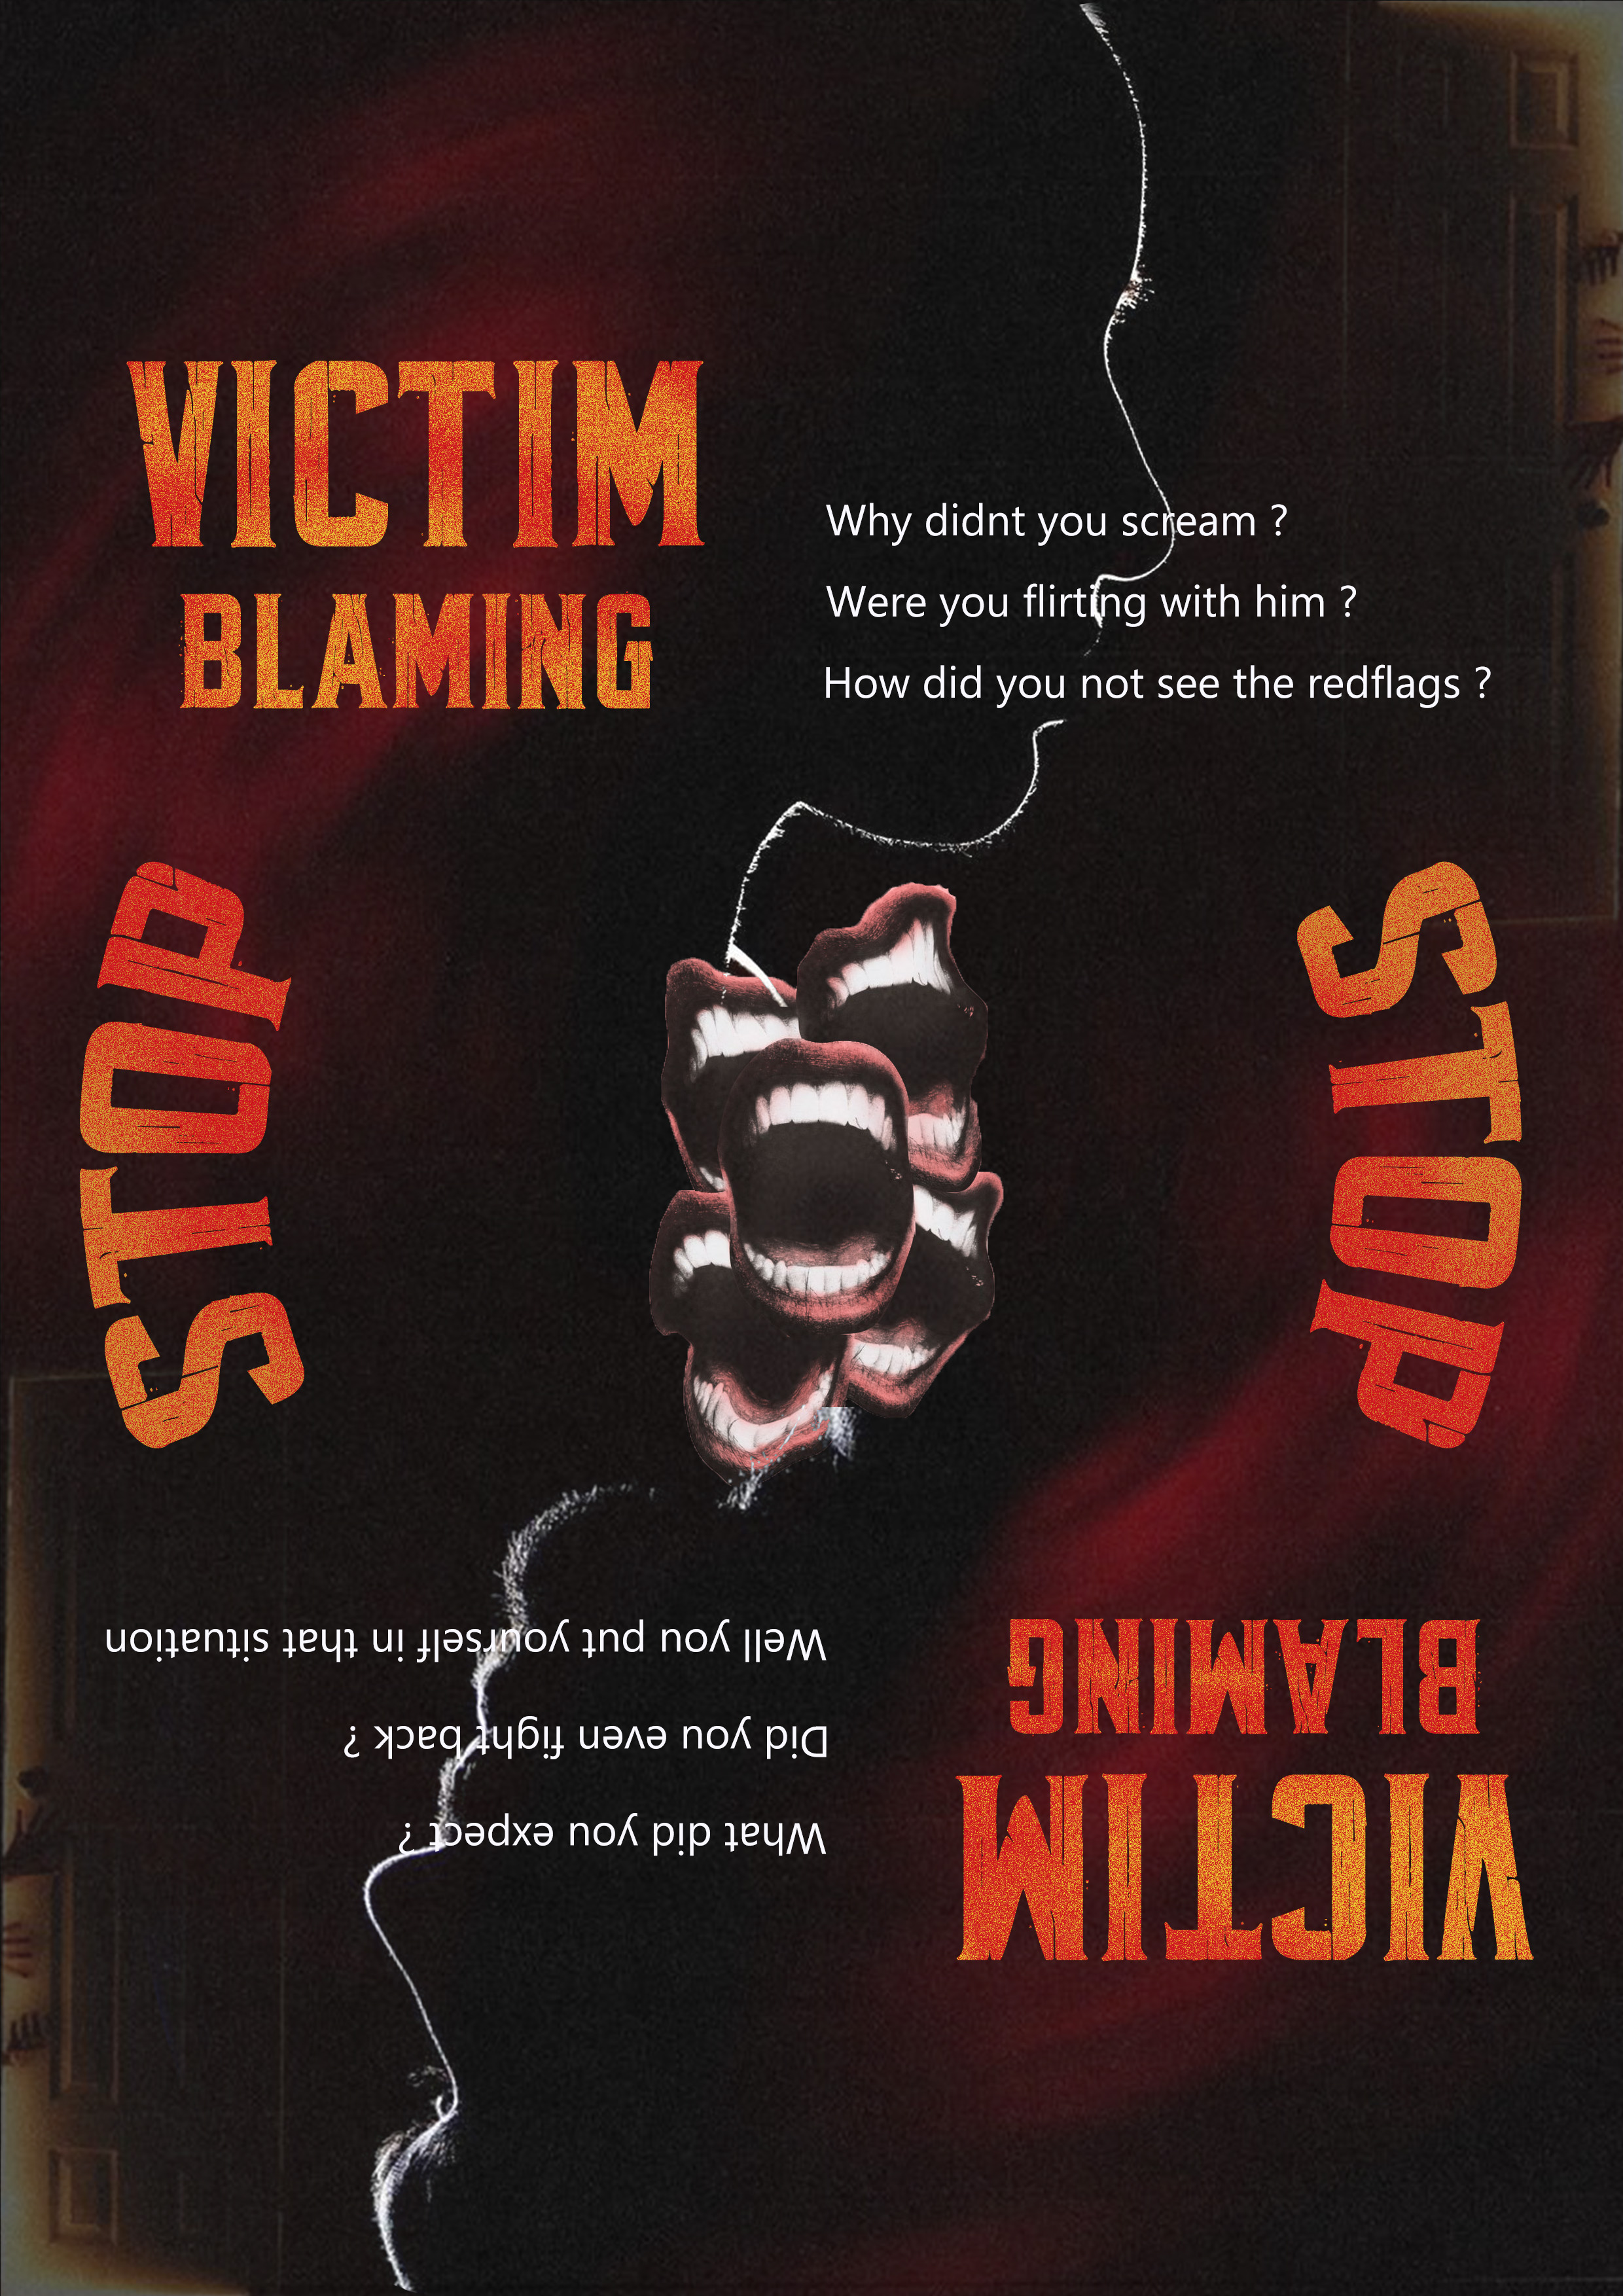 VICTIM
BLAMING
Why didnt you scream ?
Were you flirting with him ?
How did you not see the redflags ?
STOP
STOP
VICTIM
BLAMING
What did you expect ?
Did you even fight back ?
Well you put yourself in that situation